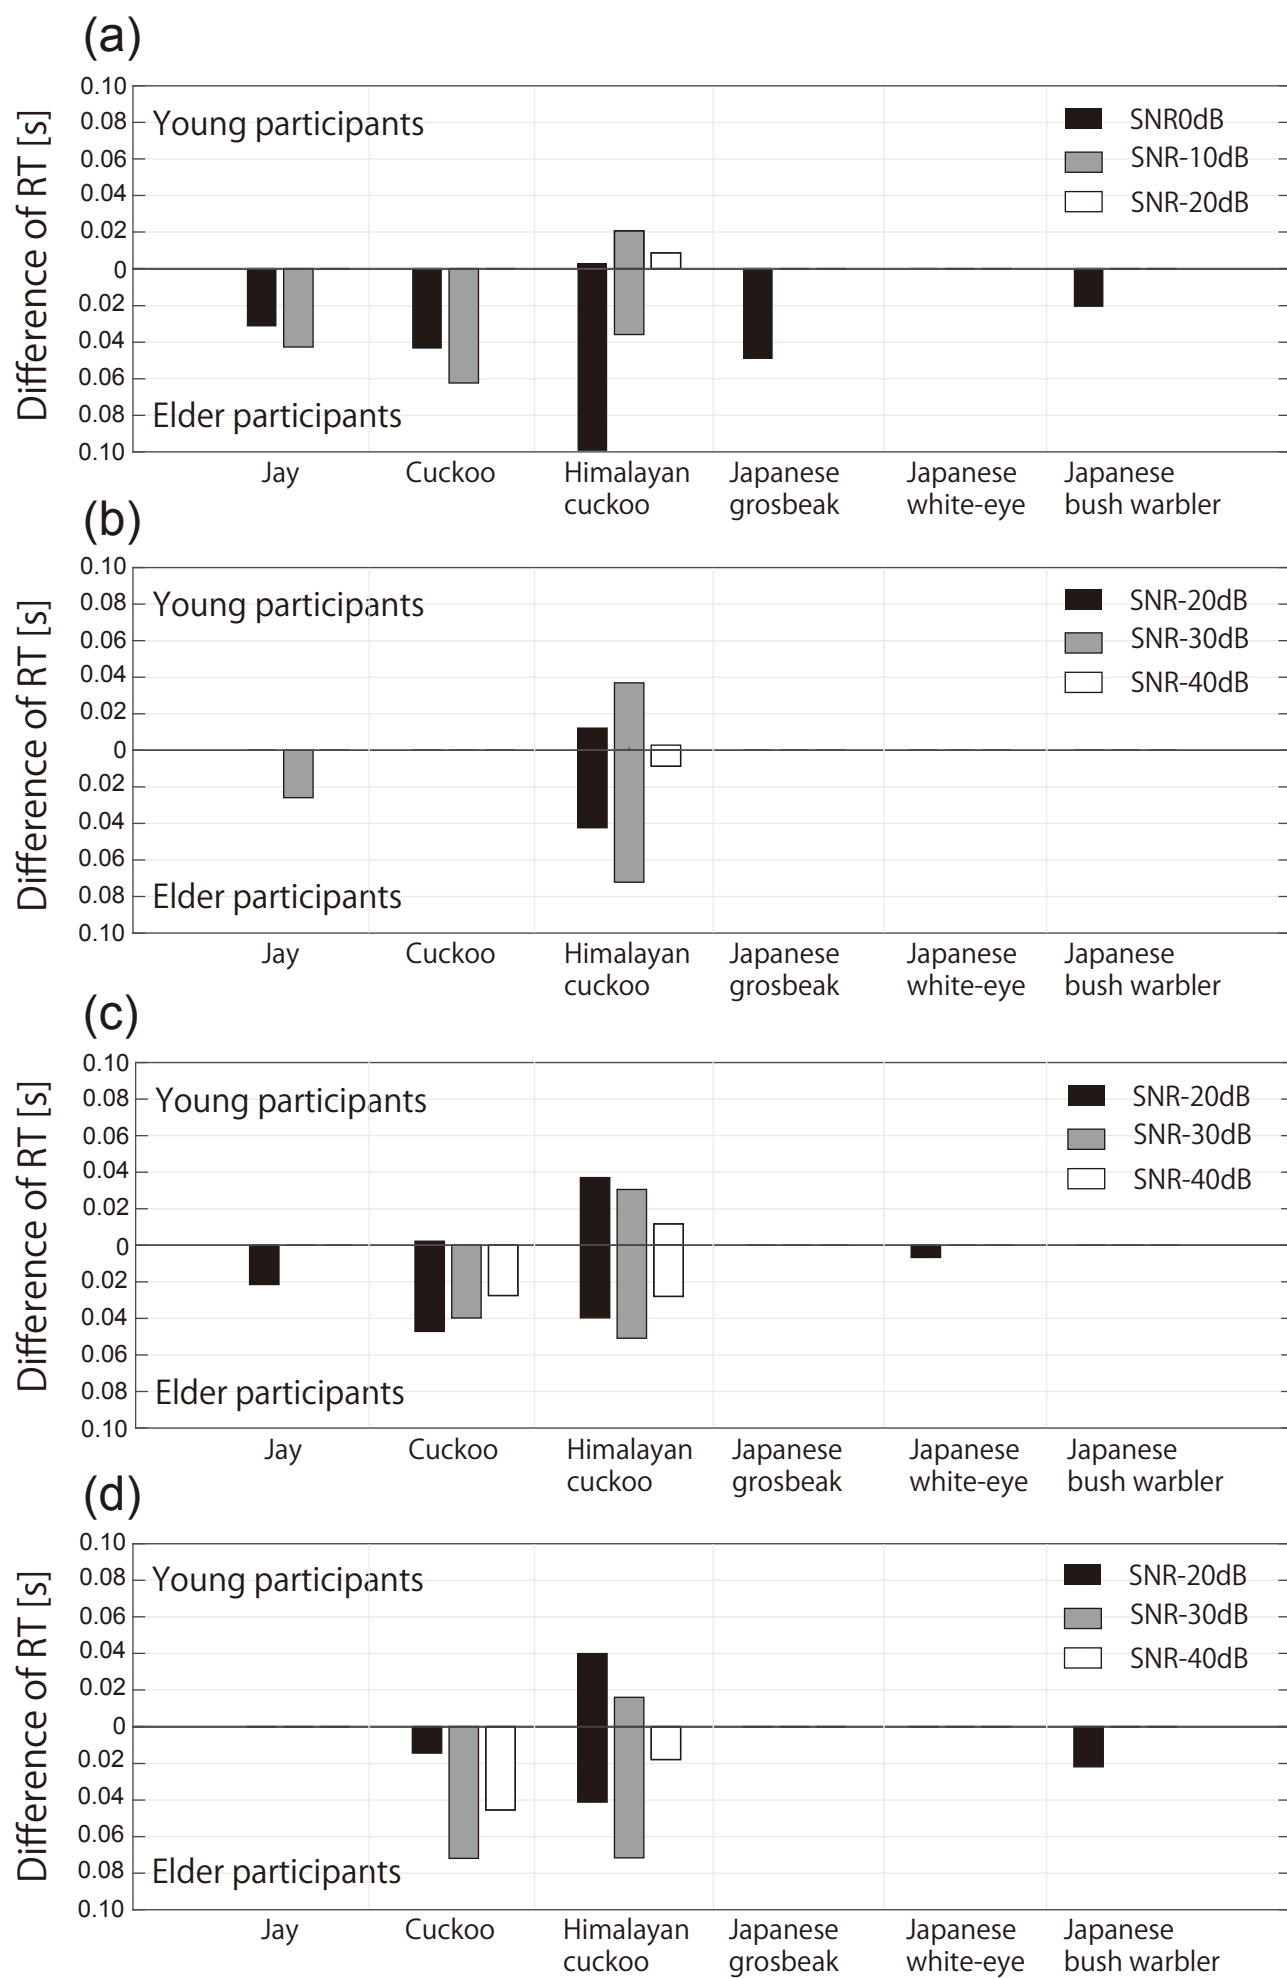 (a)
Difference of RT [s]
0.10
0.08
0.06
0.04
0.02
0
0.02
0.04
0.06
0.08
0.10
Young participants
Elder participants
SNR0dB
SNR-10dB
SNR-20dB
Jay
Cuckoo
Himalayan
cuckoo
Japanese
grosbeak
Japanese
white-eye
Japanese
bush warbler
(b)
Difference of RT [s]
0.10
0.08
0.06
0.04
0.02
0
0.02
0.04
0.06
0.08
0.10
Young participants
Elder participants
SNR-20dB
SNR-30dB
SNR-40dB
Jay
Cuckoo
Himalayan
cuckoo
Japanese
grosbeak
Japanese
white-eye
Japanese
bush warbler
(c)
Difference of RT [s]
0.10
0.08
0.06
0.04
0.02
0
0.02
0.04
0.06
0.08
0.10
Young participants
Elder participants
SNR-20dB
SNR-30dB
SNR-40dB
Jay
Cuckoo
Himalayan
cuckoo
Japanese
grosbeak
Japanese
white-eye
Japanese
bush warbler
(d)
Difference of RT [s]
0.10
0.08
0.06
0.04
0.02
0
0.02
0.04
0.06
0.08
0.10
Young participants
Elder participants
SNR-20dB
SNR-30dB
SNR-40dB
Jay
Cuckoo
Himalayan
cuckoo
Japanese
grosbeak
Japanese
white-eye
Japanese
bush warbler